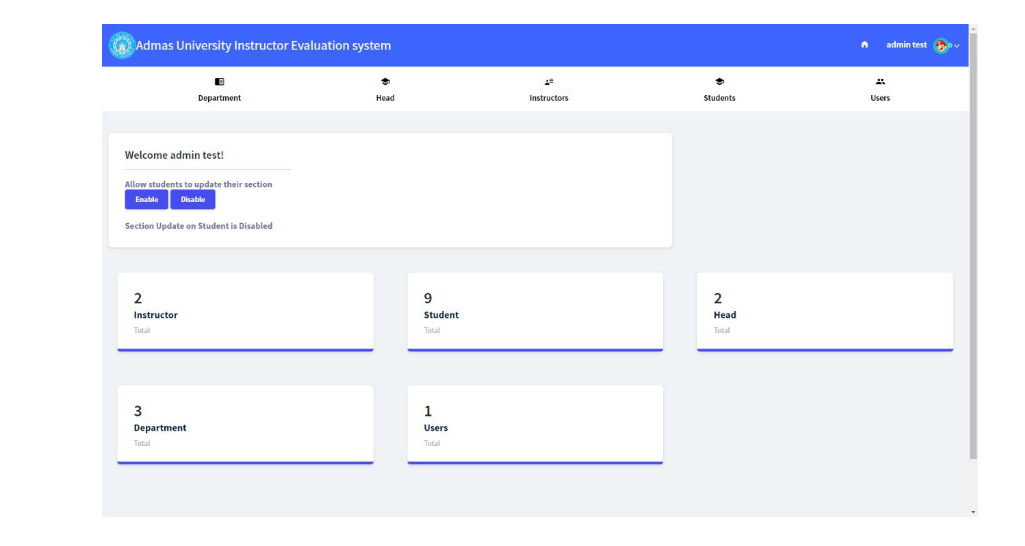 Admas University Instructor Evaluation system
admin test
Department
Head
Instructors
Students
Users
Welcome admin test!
Allow students to update their section
Enable Disable
Section Update on Student is Disabled
2
Instructor
Total
9
Student
Total
2
Head
Total
3
Department
Total
1
Users
Total